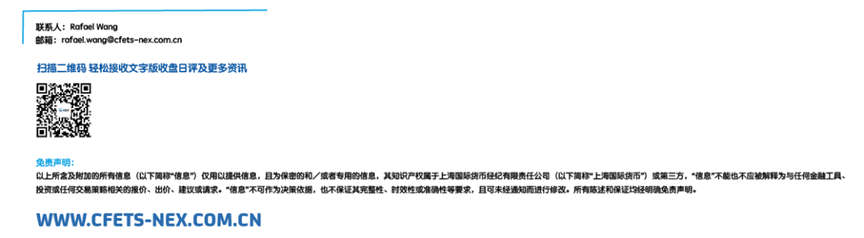 联系人：Rafael Wang
邮箱：rafael.wang@cfets-nex.com.cn
扫描二维码 轻松接收文字版收盘日评及更多资讯
免责声明：
以上所含及附加的所有信息（以下简称“信息”）仅用以提供信息，且为保密的和／或者专用的信息，其知识产权属于上海国际货币经纪有限责任公司（以下简称“上海国际货币”）或第三方，“信息”不能也不应被解释为与任何金融工具、
投资或任何交易策略相关的报价、出价、建议或请求。“信息”不可作为决策依据，也不保证其完整性、时效性或准确性等要求，且可未经通知而进行修改。所有陈述和保证均经明确免责声明。
WWW.CFETS-NEX.COM.CN